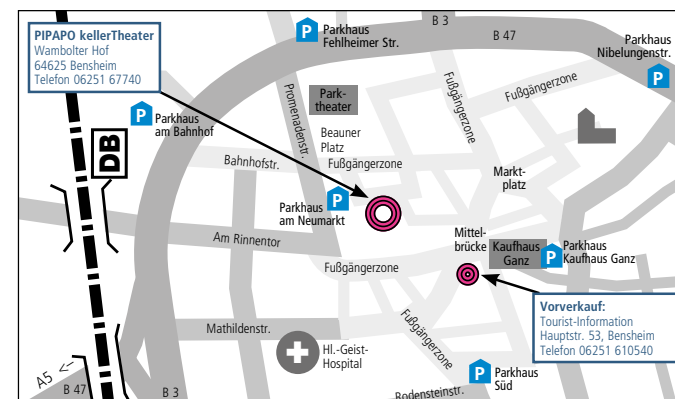 PIPAPO kellerTheater
Wambolter Hof
64625 Bensheim
Telefon 06251 67740
P
Parkhaus
Fehlheimer Str.
B 3
B 47
Parkhaus
Nibelungenstr.
P
Promenadenstr.
Park-
theater
Fußgängerzone
Fußgängerzone
P
Parkhaus
am Bahnhof
Beauner
Platz
DB
Bahnhofstr.
Fußgängerzone
Markt-
platz
Parkhaus
am Neumarkt
P
Am Rinnentor
Mittel-
brücke
Kaufhaus
Ganz
P
Parkhaus
Kaufhaus Ganz
Fußgängerzone
Vorverkauf:
Tourist-Information
Hauptstr. 53, Bensheim
Telefon 06251 610540
Mathildenstr.
Fußgängerzone
Hl.-Geist-
Hospital
A5 <-
B 47
B 3
P
Parkhaus
Süd
Rodensteinstr.